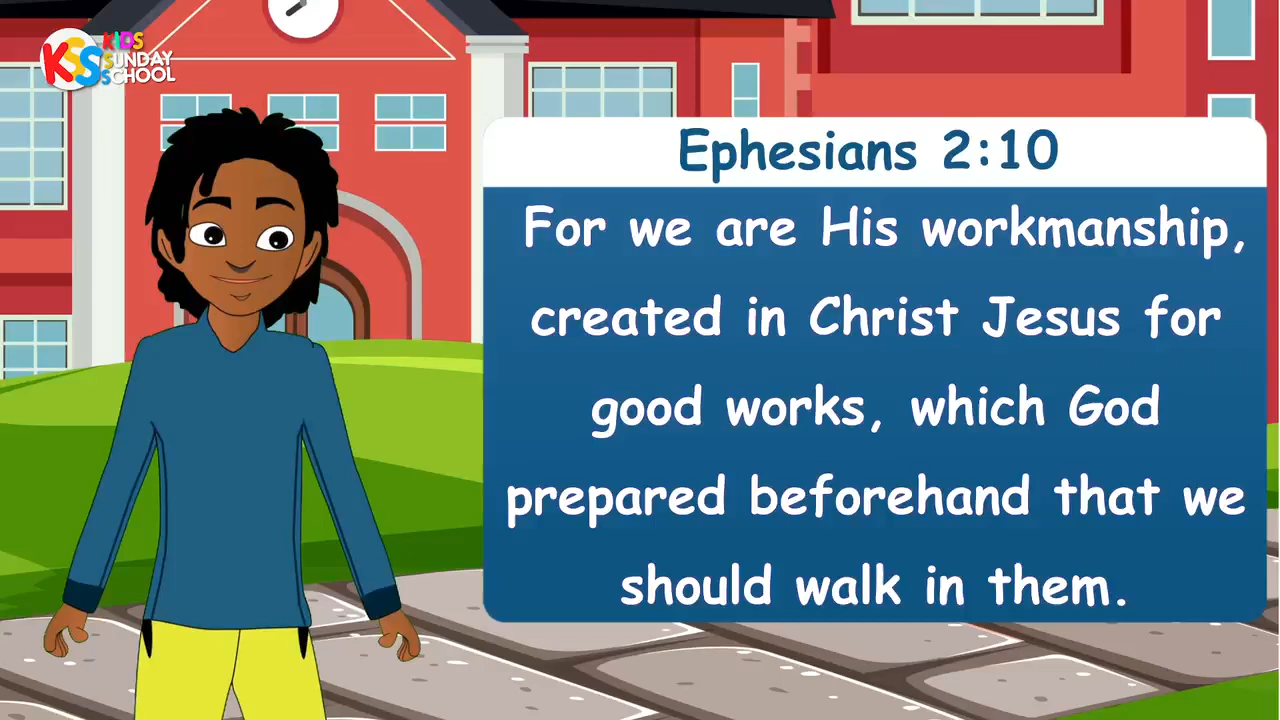 KSS KIDS
SUNDAY
SCHOOL
Ephesians 2:10
For we are His workmanship,
created in Christ Jesus for
good works, which God
prepared beforehand that we
should walk in them.